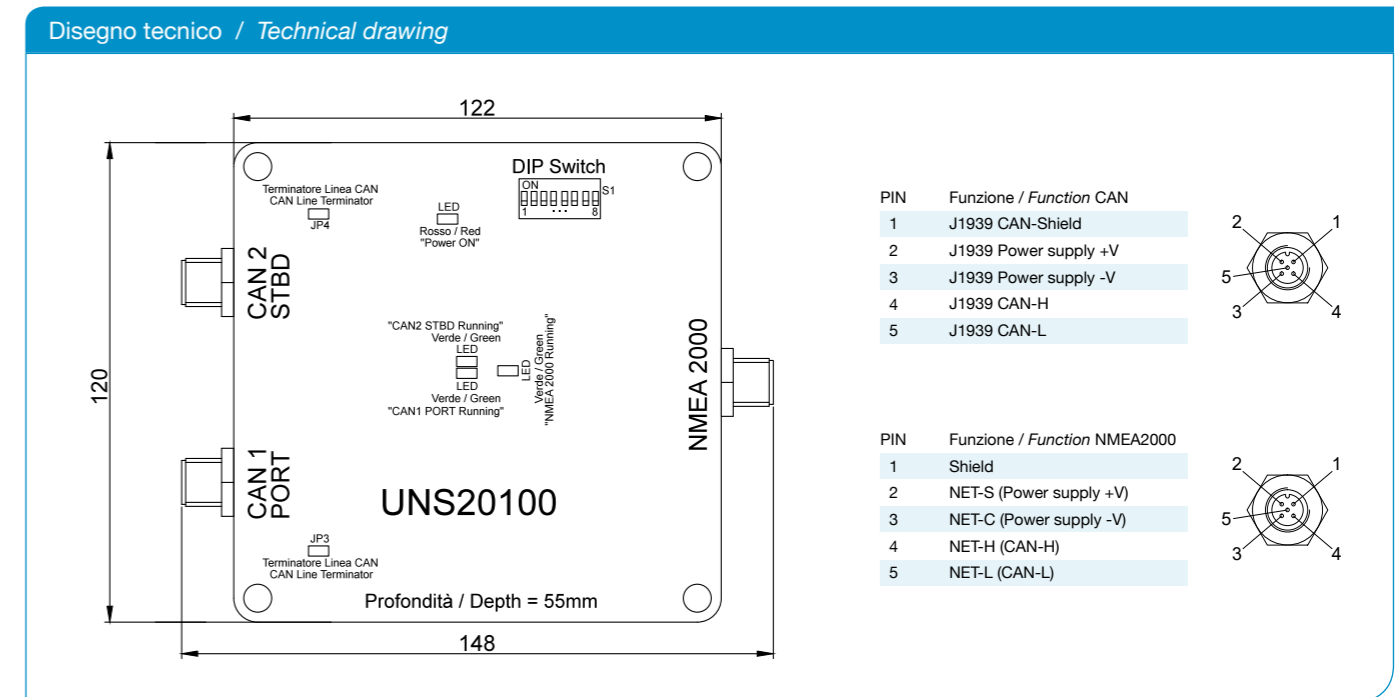 Disegno tecnico / Technical drawing
122
DIP Switch
ON
S1
1 ... 8
Terminatore Linea CAN
CAN Line Terminator
JP4
LED
Rosso / Red
"Power ON"
CAN 2
STBD
"CAN2 STBD Running"
Verde / Green
LED
LED
Verde / Green
"CAN1 PORT Running"
LED
Verde / Green
"NMEA 2000 Running"
NMEA 2000
120
CAN 1
PORT
UNS20100
JP3
Terminatore Linea CAN
CAN Line Terminator
Profondità / Depth = 55mm
148
PIN Funzione / Function CAN
1 J1939 CAN-Shield
2 J1939 Power supply +V
3 J1939 Power supply -V
4 J1939 CAN-H
5 J1939 CAN-L
2 1
5
3 4
PIN Funzione / Function NMEA2000
1 Shield
2 NET-S (Power supply +V)
3 NET-C (Power supply -V)
4 NET-H (CAN-H)
5 NET-L (CAN-L)
2 1
5
3 4